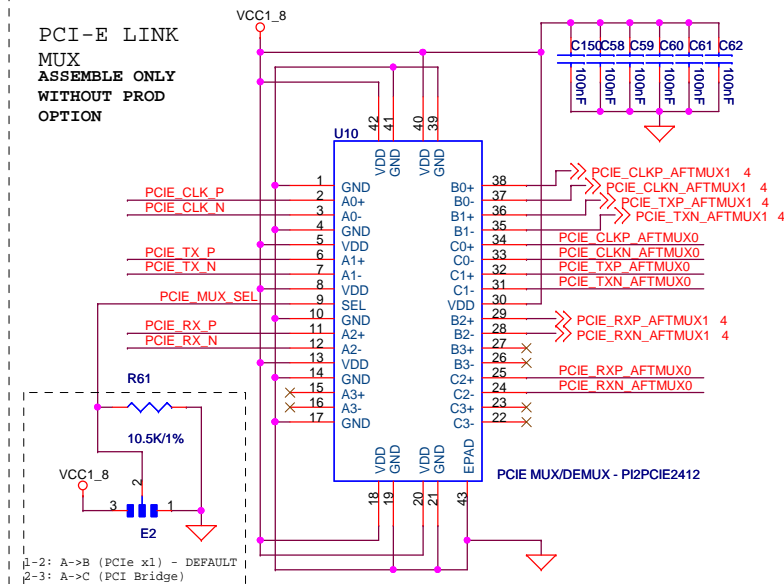 PCI-E LINK
MUX
ASSEMBLE ONLY
WITHOUT PROD
OPTION
VCC1_8
C150 C58 C59 C60 C61 C62
100nF 100nF 100nF 100nF 100nF 100nF
U10
42 41 40 39
VDD GND VDD GND
1 GND
PCIE_CLK_P 2 A0+
PCIE_CLK_N 3 A0-
4 GND
5 VDD
PCIE_TX_P 6 A1+
PCIE_TX_N 7 A1-
8 VDD
PCIE_MUX_SEL 9 SEL
10 GND
PCIE_RX_P 11 A2+
PCIE_RX_N 12 A2-
13 VDD
14 GND
15 A3+
16 A3-
17 GND
B0+ 38 PCIE_CLKP_AFTMUX1 4
B0- 37 PCIE_CLKN_AFTMUX1 4
B1+ 36 PCIE_TXP_AFTMUX1 4
B1- 35 PCIE_TXN_AFTMUX1 4
C0+ 34 PCIE_CLKP_AFTMUX0
C0- 33 PCIE_CLKN_AFTMUX0
C1+ 32 PCIE_TXP_AFTMUX0
C1- 31 PCIE_TXN_AFTMUX0
VDD 30
B2+ 29 PCIE_RXP_AFTMUX1 4
B2- 28 PCIE_RXN_AFTMUX1 4
B3+ 27
B3- 26
C2+ 25 PCIE_RXP_AFTMUX0
C2- 24 PCIE_RXN_AFTMUX0
C3+ 23
C3- 22
VDD GND VDD GND EPAD
18 19 20 21 43
PCIE MUX/DEMUX - PI2PCIE2412
R61
10.5K/1%
VCC1_8
3 2 1
E2
1-2: A->B (PCIe x1) - DEFAULT
2-3: A->C (PCI Bridge)